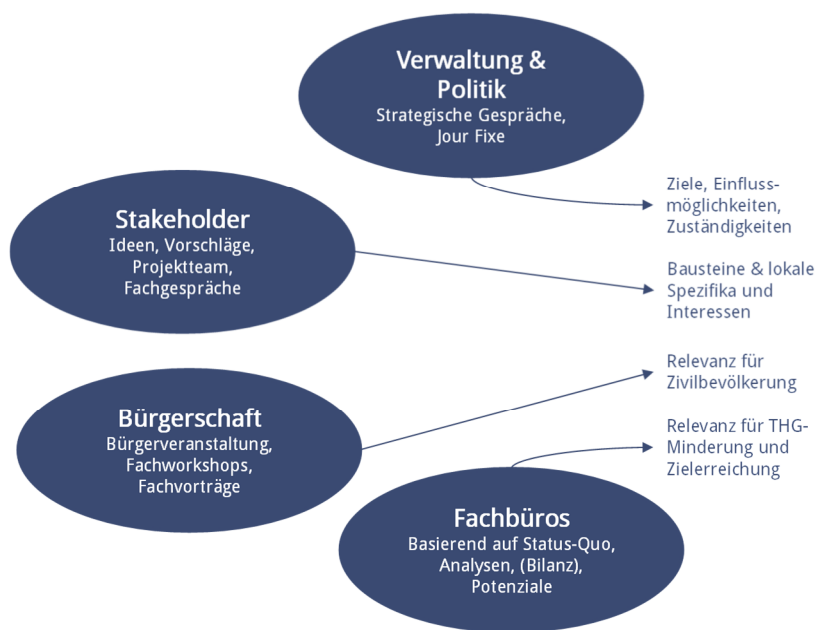 Verwaltung &
Politik
Strategische Gespräche,
Jour Fixe
Ziele, Einfluss-
möglichkeiten,
Zuständigkeiten
Stakeholder
Ideen, Vorschläge,
Projektteam,
Fachgespräche
Bausteine & lokale
Spezifika und
Interessen
Bürgerschaft
Bürgerveranstaltung,
Fachworkshops,
Fachvorträge
Relevanz für
Zivilbevölkerung
Fachbüros
Basierend auf Status-Quo,
Analysen, (Bilanz),
Potenziale
Relevanz für THG-
Minderung und
Zielerreichung